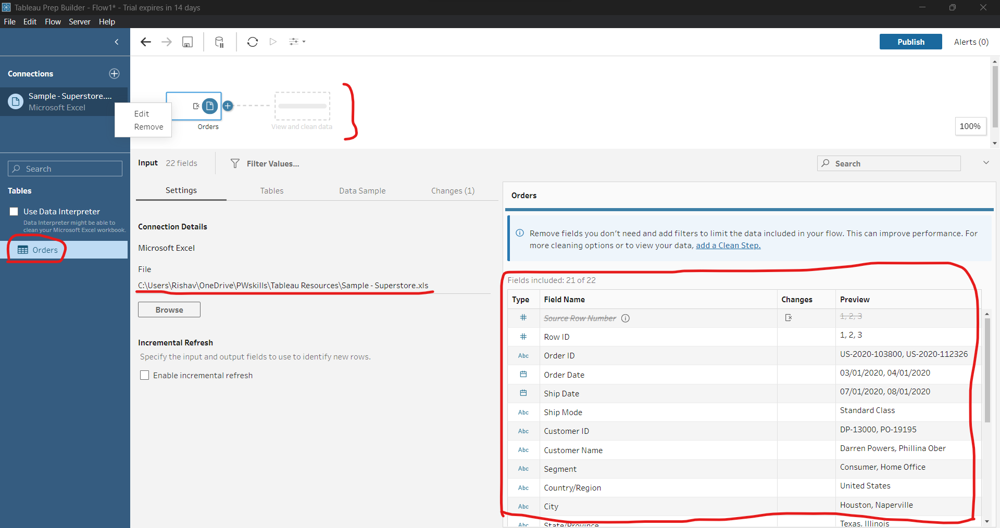 Tableau Prep Builder - Flow1* - Trial expires in 14 days
File Edit Flow Server Help
Publish
Alerts (0)
Connections
Sample - Superstore....
Microsoft Excel
Edit
Remove
Orders
View and clean data
100%
Search
Tables
Use Data Interpreter
Data Interpreter might be able to
clean your Microsoft Excel workbook.
Orders
Input 22 fields
Filter Values...
Search
Settings Tables Data Sample Changes (1)
Connection Details
Microsoft Excel
File
C:\Users\Rishav\OneDrive\PWskills\Tableau Resources\Sample - Superstore.xls
Browse
Incremental Refresh
Specify the input and output fields to use to identify new rows.
Enable incremental refresh
Orders
Remove fields you don't need and add filters to limit the data included in your flow. This can improve performance. For
more cleaning options or to view your data, add a Clean Step.
Fields included: 21 of 22
Type Field Name Changes Preview
# Source Row Number 1, 2, 3
# Row ID 1, 2, 3
Abc Order ID US-2020-103800, US-2020-112326
Order Date 03/01/2020, 04/01/2020
Ship Date 07/01/2020, 08/01/2020
Abc Ship Mode Standard Class
Abc Customer ID DP-13000, PO-19195
Abc Customer Name Darren Powers, Phillina Ober
Abc Segment Consumer, Home Office
Abc Country/Region United States
Abc City Houston, Naperville
Abc State/Province Texas, Illinois